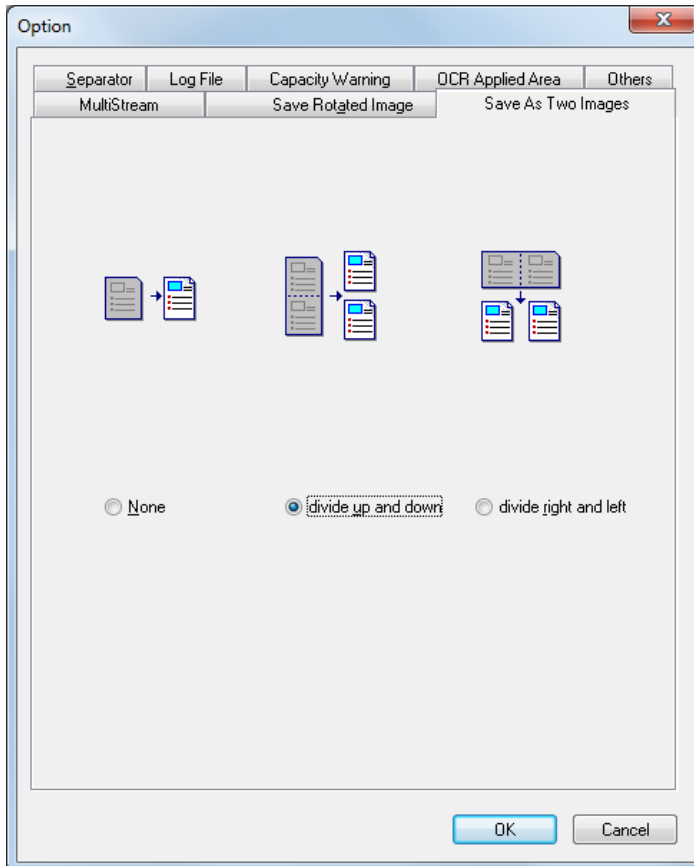 Option
Separator Log File Capacity Warning OCR Applied Area Others
MultiStream Save Rotated Image Save As Two Images
None divide up and down divide right and left
OK Cancel